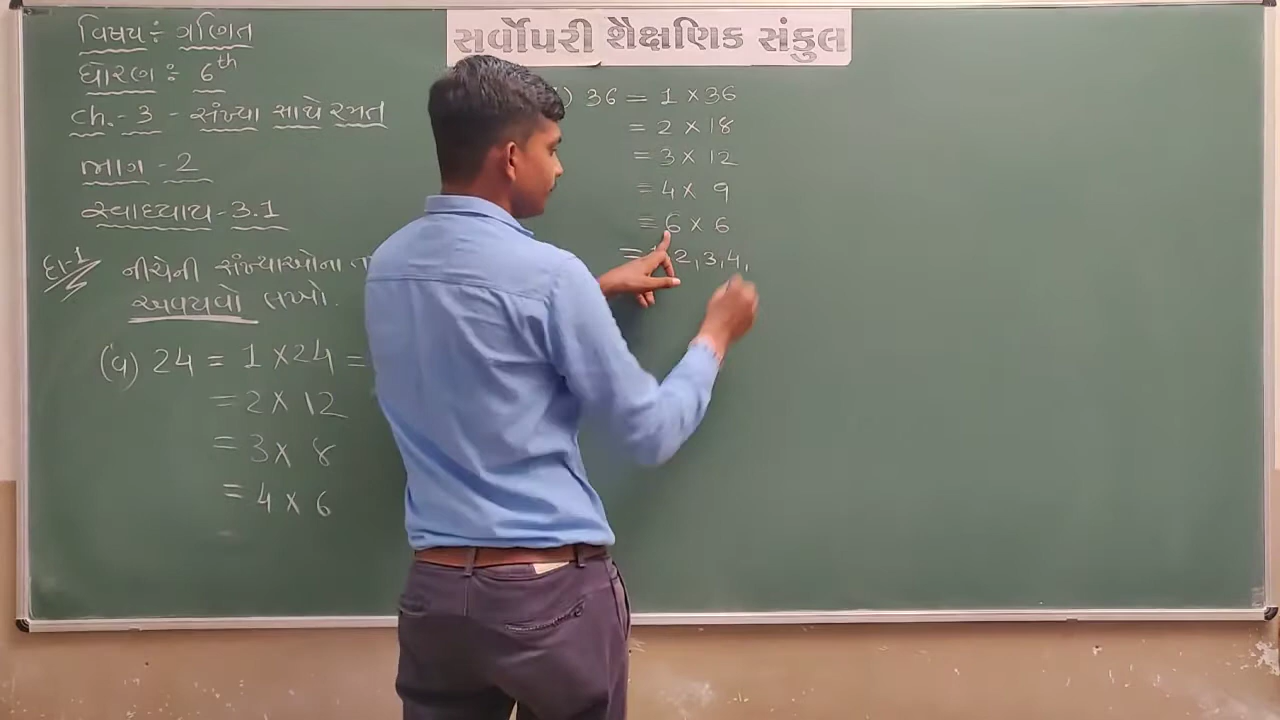 સર્વોપરી શૈક્ષણિક સંકુલ
વિષય : ગણિત
ધોરણ : 6th
ch. - 3 - સંખ્યા સાથે રમત
ભાગ - 2
સ્વાધ્યાય - 3.1
દા-1 નીચેની સંખ્યાઓના
અવયવો લખો.
24 = 1 × 24 =
= 2 × 12
= 3 × 8
= 4 × 6
) 36 = 1 × 36
= 2 × 18
= 3 × 12
= 4 × 9
= 6 × 6
= 2, 3, 4,